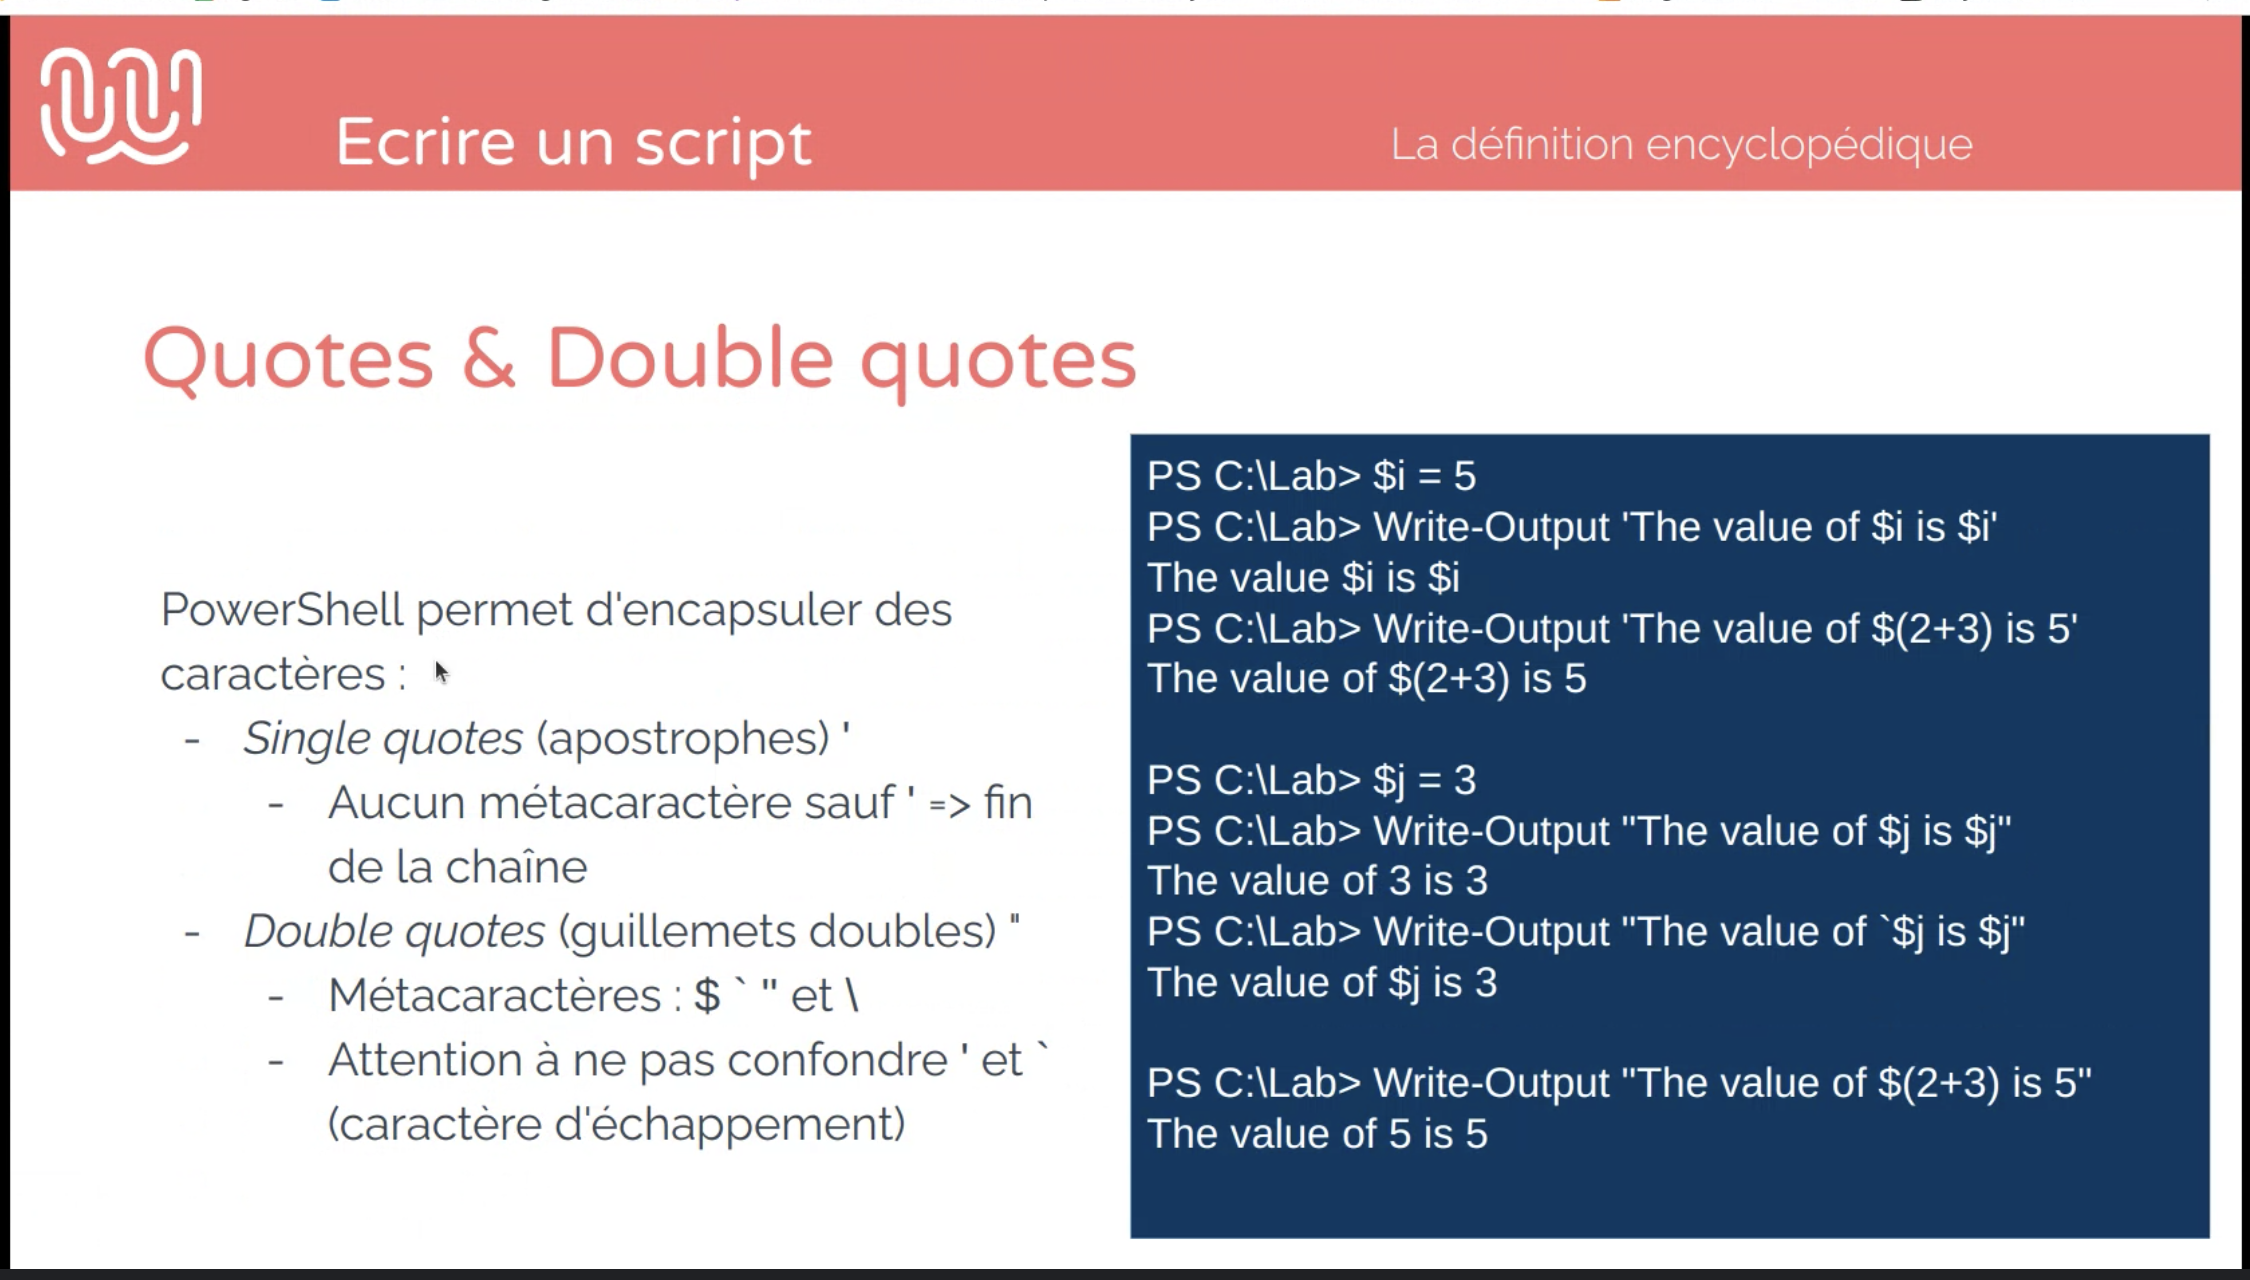 Ecrire un script
La définition encyclopédique
Quotes & Double quotes
PowerShell permet d'encapsuler des
caractères :
- Single quotes (apostrophes) '
- Aucun métacaractère sauf ' => fin
de la chaîne
- Double quotes (guillemets doubles) "
- Métacaractères : $ ` " et \
- Attention à ne pas confondre ' et `
(caractère d'échappement)
PS C:\Lab> $i = 5
PS C:\Lab> Write-Output 'The value of $i is $i'
The value $i is $i
PS C:\Lab> Write-Output 'The value of $(2+3) is 5'
The value of $(2+3) is 5
PS C:\Lab> $j = 3
PS C:\Lab> Write-Output "The value of $j is $j"
The value of 3 is 3
PS C:\Lab> Write-Output "The value of `$j is $j"
The value of $j is 3
PS C:\Lab> Write-Output "The value of $(2+3) is 5"
The value of 5 is 5